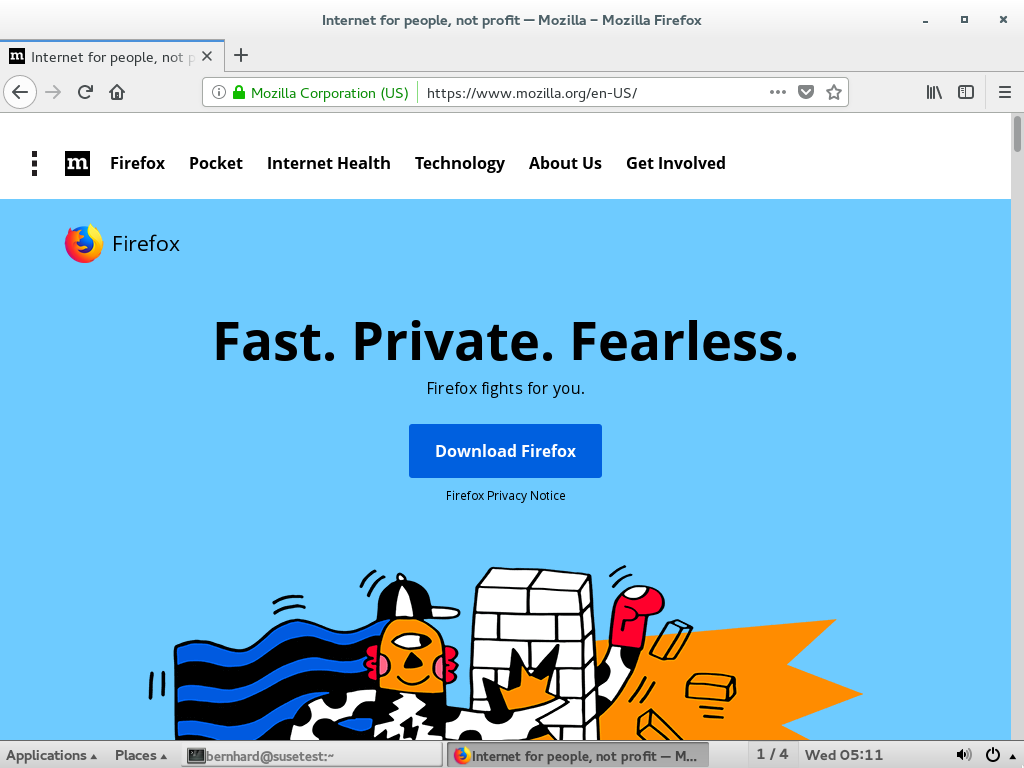 Internet for people, not profit — Mozilla – Mozilla Firefox
Internet for people, not p
Mozilla Corporation (US) https://www.mozilla.org/en-US/
m Firefox Pocket Internet Health Technology About Us Get Involved
Firefox
Fast. Private. Fearless.
Firefox fights for you.
Download Firefox
Firefox Privacy Notice
Applications Places bernhard@susetest:~ Internet for people, not profit — M... 1 / 4 Wed 05:11